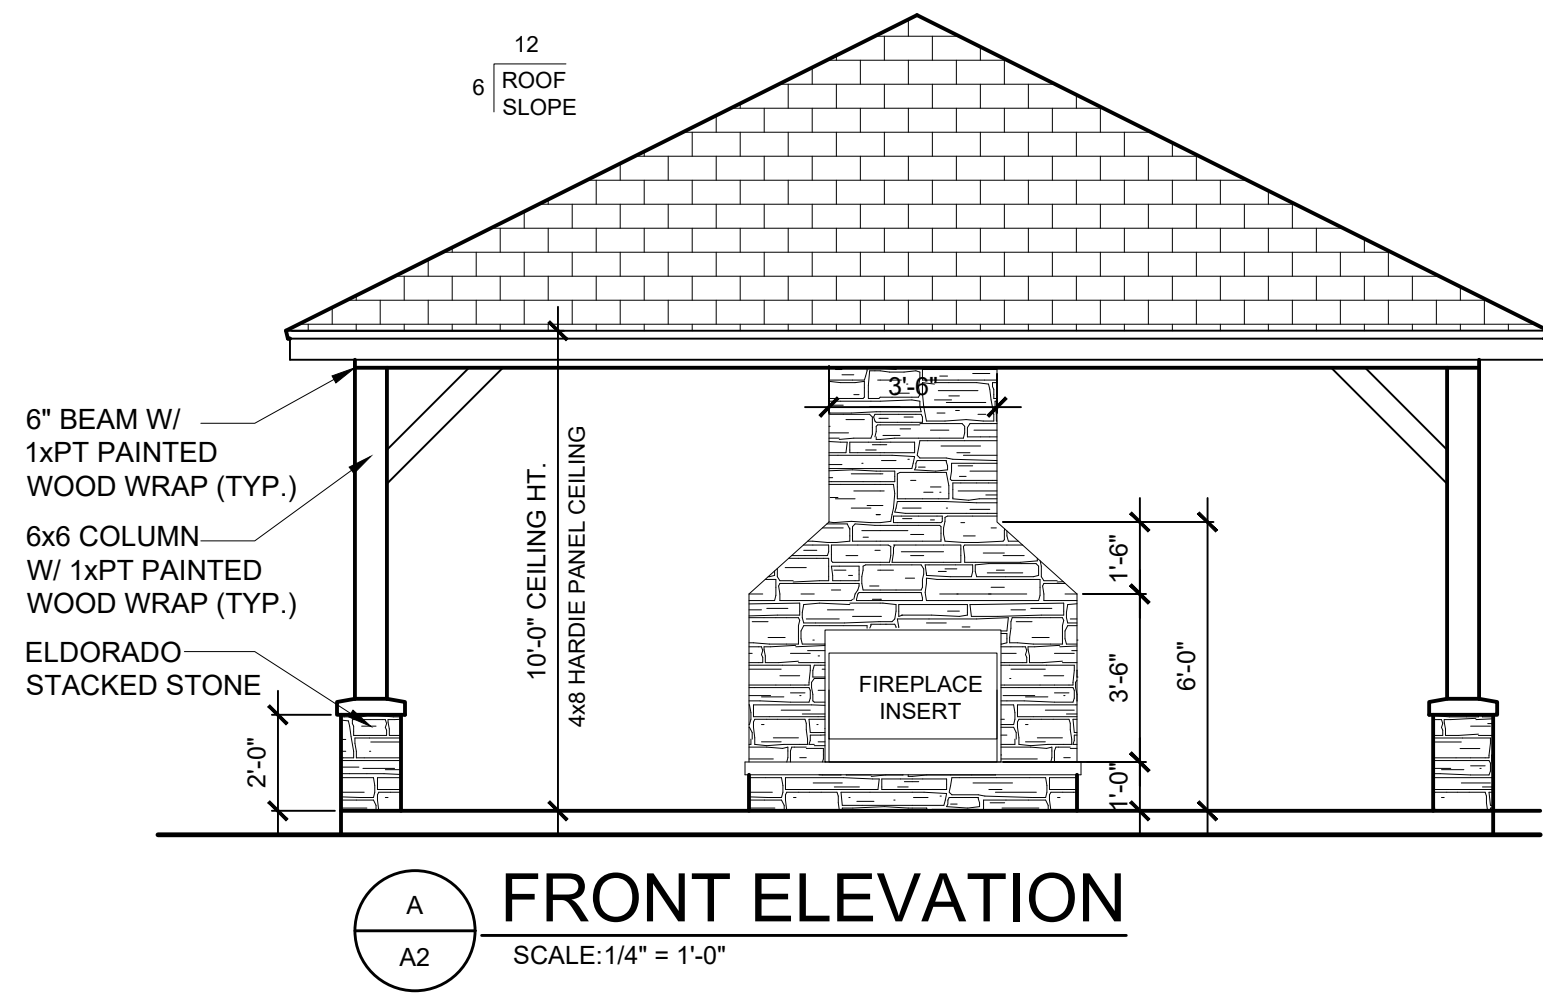 12
6
ROOF
SLOPE
6" BEAM W/
1xPT PAINTED
WOOD WRAP (TYP.)
6x6 COLUMN
W/ 1xPT PAINTED
WOOD WRAP (TYP.)
ELDORADO
STACKED STONE
2'-0"
10'-0" CEILING HT.
4x8 HARDIE PANEL CEILING
3'-6"
FIREPLACE
INSERT
1'-6"
3'-6"
1'-0"
6'-0"
A
A2
FRONT ELEVATION
SCALE:1/4" = 1'-0"